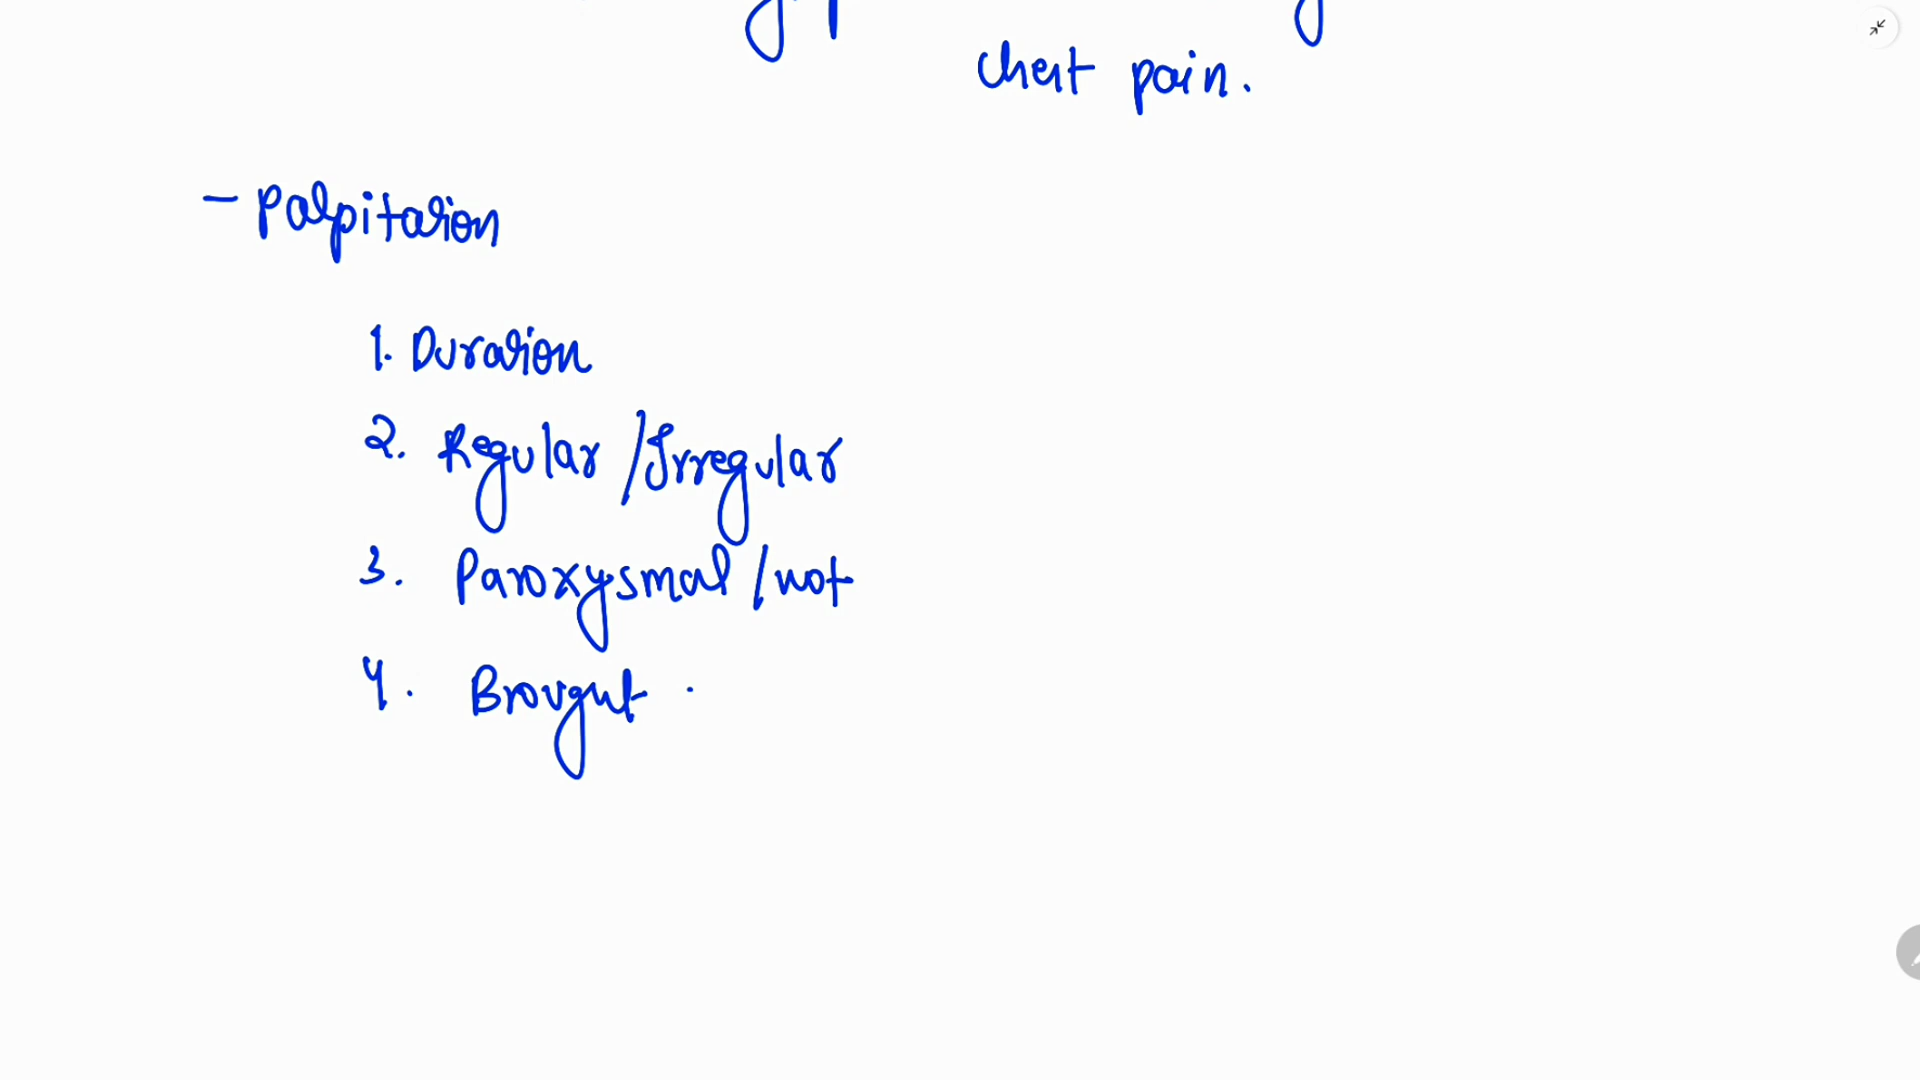 chest pain.
- Palpitation
1. Duration
2. Regular / Irregular
3. Paroxysmal / not
4. Brought